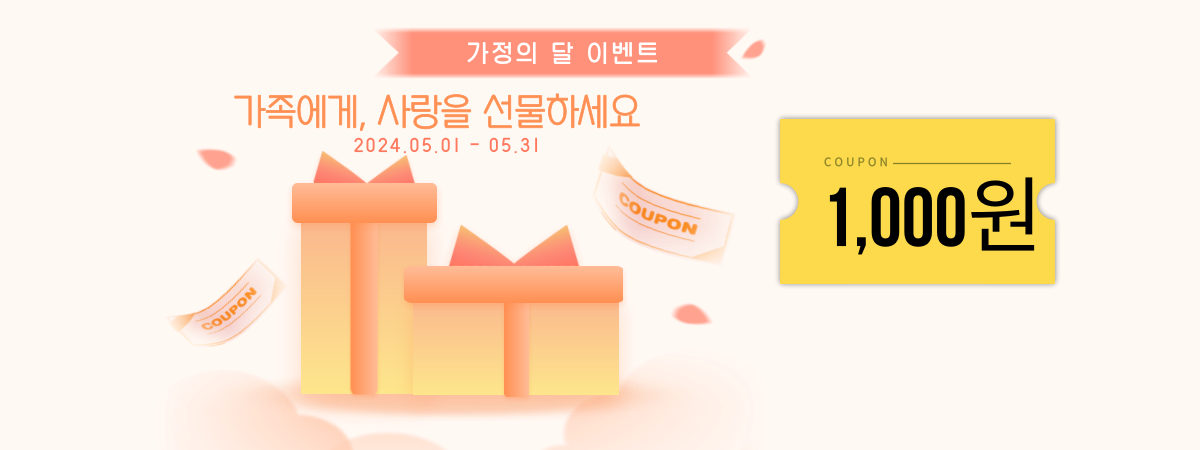 가정의 달 이벤트
가족에게, 사랑을 선물하세요
2024.05.01 - 05.31
COUPON
COUPON
COUPON
1,000원